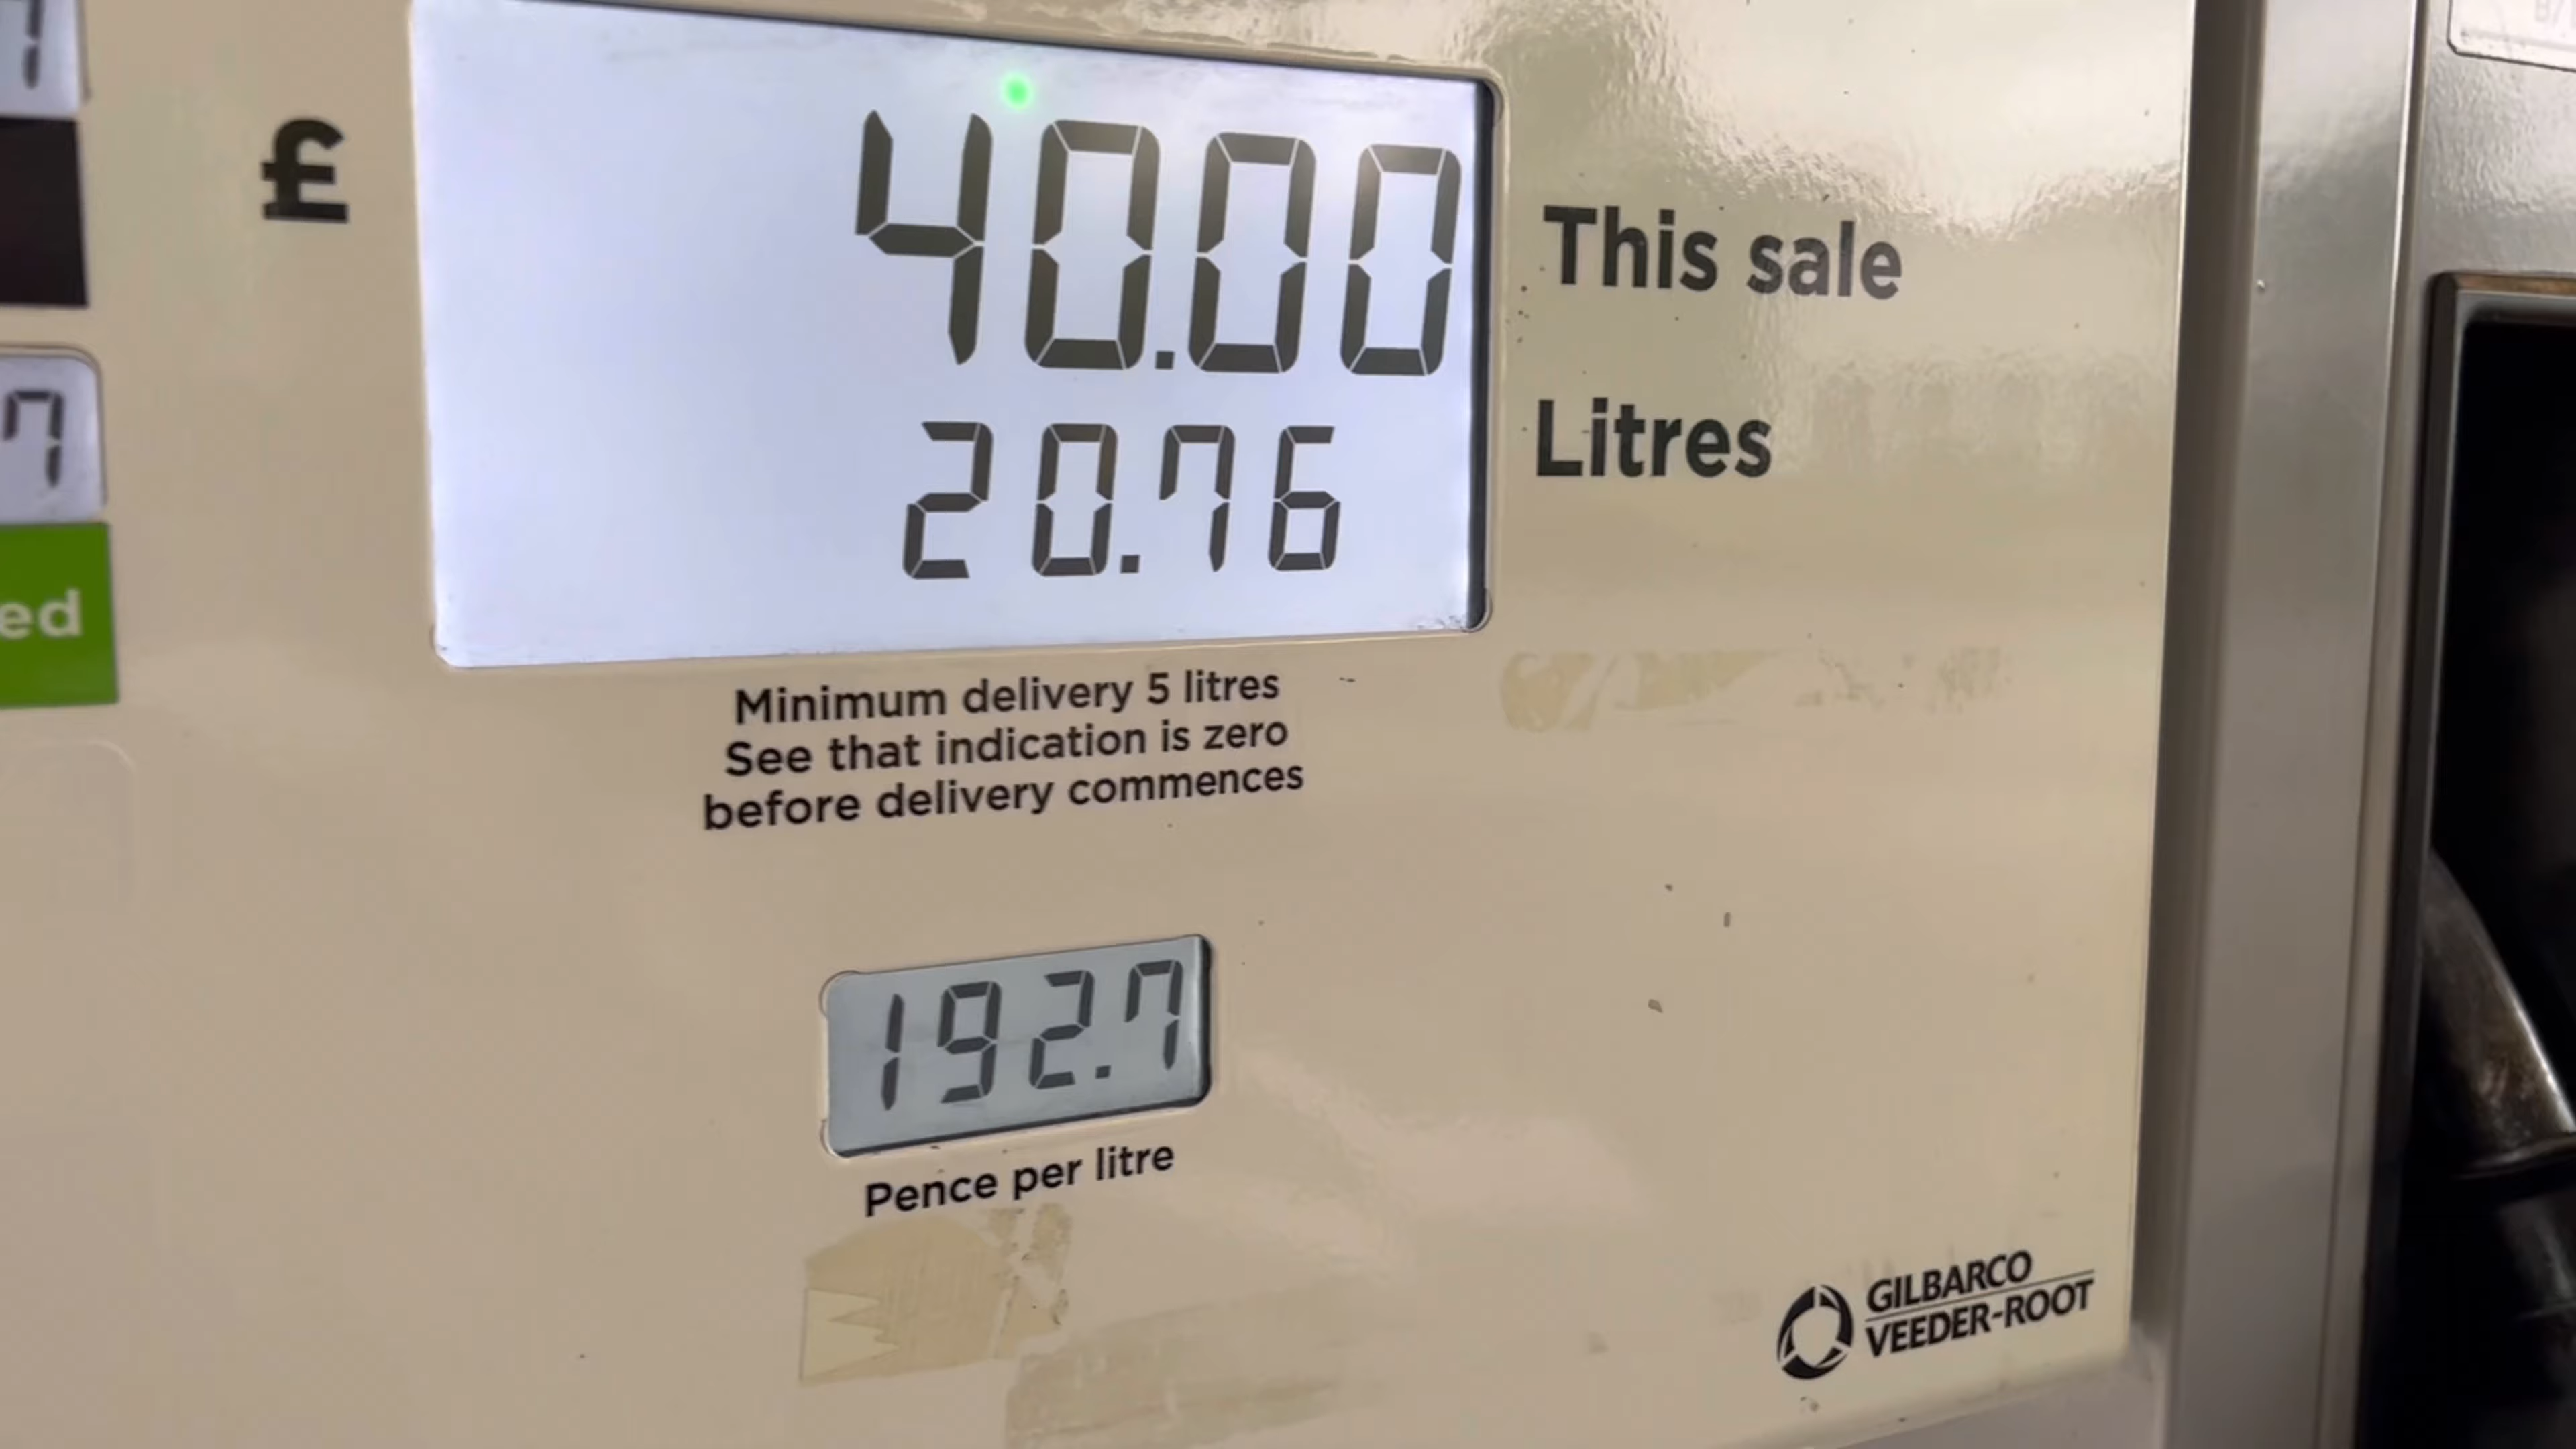 £
40.00
This sale
20.76
Litres
7
ed
Minimum delivery 5 litres
See that indication is zero
before delivery commences
192.7
Pence per litre
GILBARCO
VEEDER-ROOT